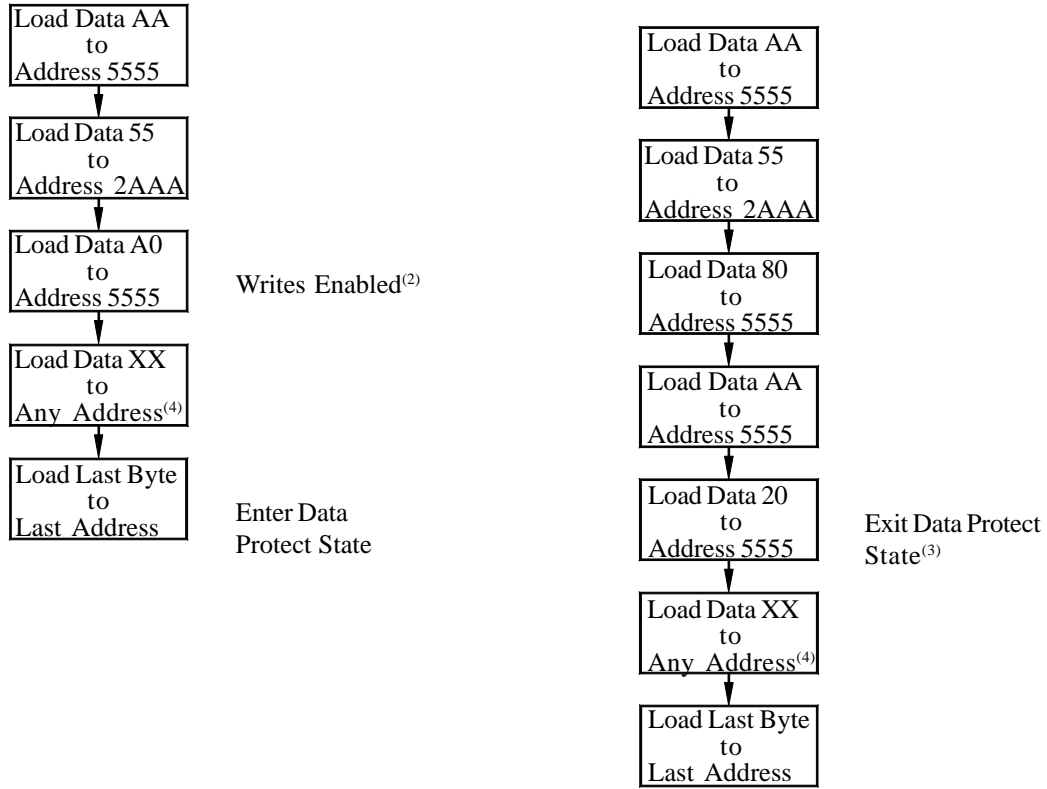 Load Data AA
to
Address 5555
Load Data 55
to
Address 2AAA
Load Data A0
to
Address 5555
Writes Enabled(2)
Load Data XX
to
Any Address(4)
Load Last Byte
to
Last Address
Enter Data
Protect State
Load Data AA
to
Address 5555
Load Data 55
to
Address 2AAA
Load Data 80
to
Address 5555
Load Data AA
to
Address 5555
Load Data 20
to
Address 5555
Exit Data Protect
State(3)
Load Data XX
to
Any Address(4)
Load Last Byte
to
Last Address